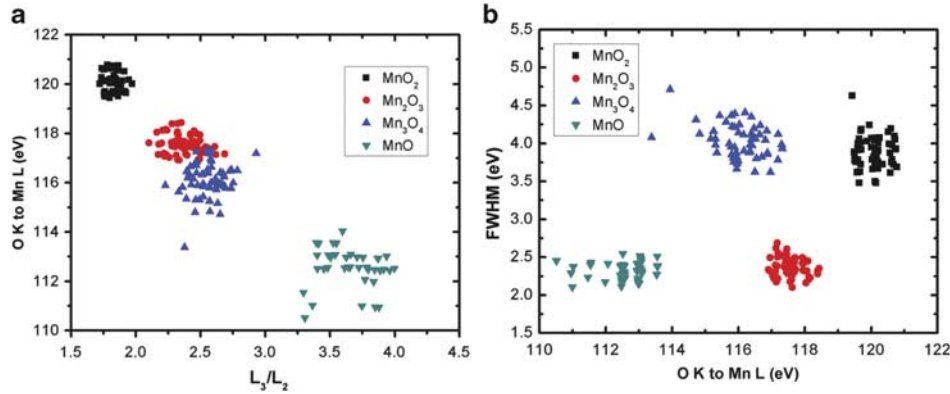 a
122
120
118
116
114
112
110
O K to Mn L (eV)
1.5 2.0 2.5 3.0 3.5 4.0 4.5
L₃/L₂
MnO₂
Mn₂O₃
Mn₃O₄
MnO
b
5.5
5.0
4.5
4.0
3.5
3.0
2.5
2.0
1.5
FWHM (eV)
110 112 114 116 118 120 122
O K to Mn L (eV)
MnO₂
Mn₂O₃
Mn₃O₄
MnO